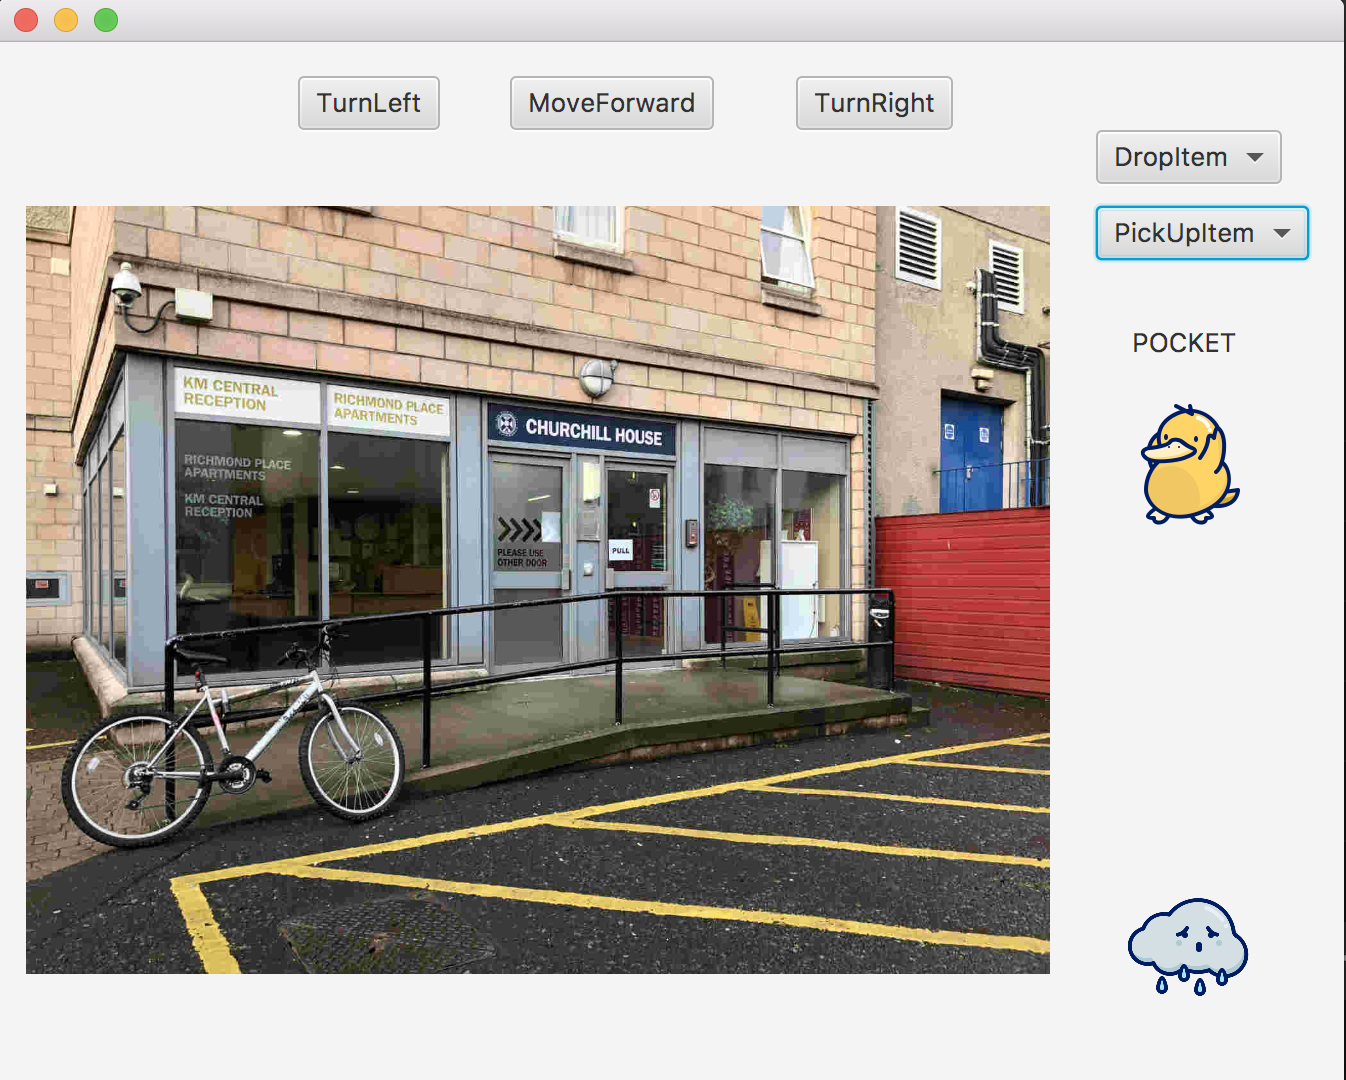 TurnLeft
MoveForward
TurnRight
DropItem
PickUpItem
POCKET
KM CENTRAL
RECEPTION
RICHMOND PLACE
APARTMENTS
CHURCHILL HOUSE
RICHMOND PLACE
APARTMENTS
KM CENTRAL
RECEPTION
PLEASE USE
OTHER DOOR
PULL